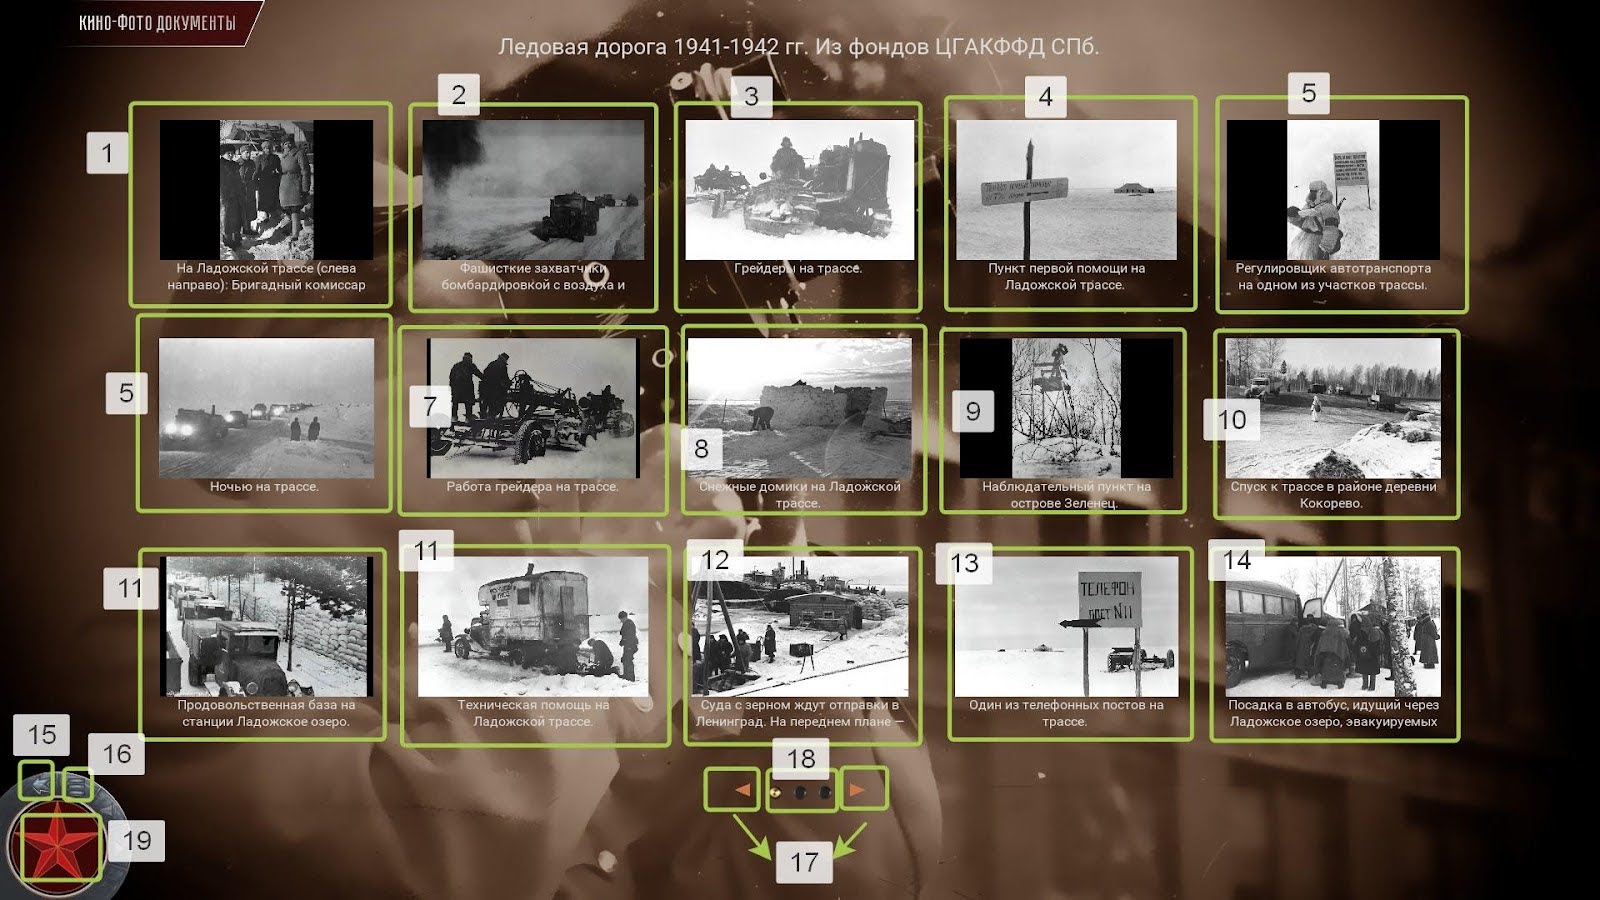 КИНО-ФОТО ДОКУМЕНТЫ
Ледовая дорога 1941-1942 гг. Из фондов ЦГАКФФД СПб.
1
2
3
4
5
На Ладожской трассе (слева
направо): Бригадный комиссар
Фашисткие захватчики
бомбардировкой с воздуха и
Грейдеры на трассе.
Пункт первой помощи на
Ладожской трассе.
Регулировщик автотранспорта
на одном из участков трассы.
5
7
8
9
10
Ночью на трассе.
Работа грейдера на трассе.
Снежные домики на Ладожской
трассе.
Наблюдательный пункт на
острове Зеленец.
Спуск к трассе в районе деревни
Кокорево.
11
11
12
13
14
ТЕЛЕФОН
ПОСТ №11
Продовольственная база на
станции Ладожское озеро.
Техническая помощь на
Ладожской трассе.
Суда с зерном ждут отправки в
Ленинград. На переднем плане —
Один из телефонных постов на
трассе.
Посадка в автобус, идущий через
Ладожское озеро, эвакуируемых
15
16
18
19
17